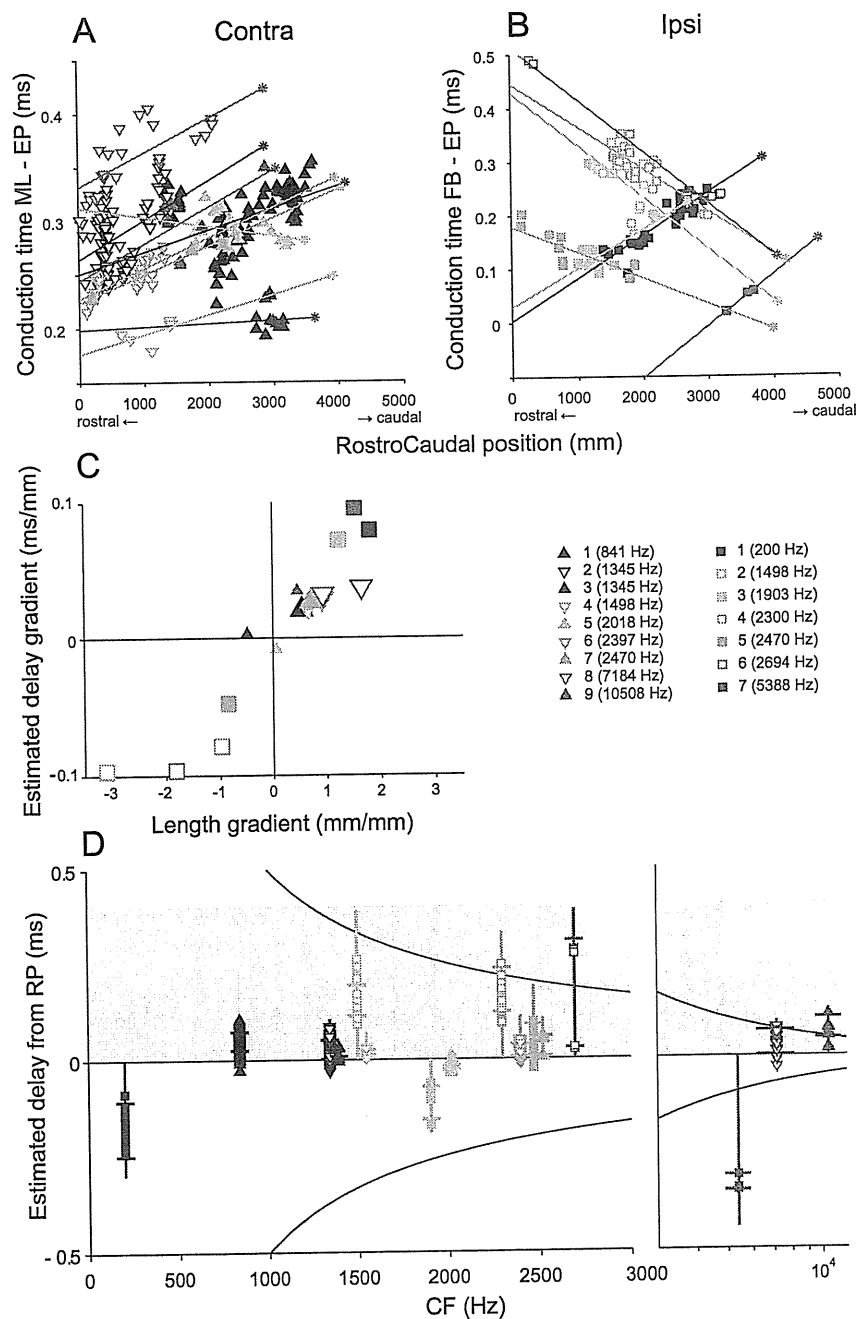 A
Contra
B
Ipsi
Conduction time ML - EP (ms)
0.4
0.3
0.2
0 1000 2000 3000 4000 5000
rostral ← → caudal
Conduction time FB - EP (ms)
0.5
0.4
0.3
0.2
0.1
0
0 1000 2000 3000 4000 5000
rostral ← → caudal
RostroCaudal position (mm)
C
Estimated delay gradient (ms/mm)
0.1
0
-0.1
-3 -2 -1 0 1 2 3
Length gradient (mm/mm)
1 (841 Hz)
2 (1345 Hz)
3 (1345 Hz)
4 (1498 Hz)
5 (2018 Hz)
6 (2397 Hz)
7 (2470 Hz)
8 (7184 Hz)
9 (10508 Hz)
1 (200 Hz)
2 (1498 Hz)
3 (1903 Hz)
4 (2300 Hz)
5 (2470 Hz)
6 (2694 Hz)
7 (5388 Hz)
D
Estimated delay from RP (ms)
0.5
0
-0.5
0 500 1000 1500 2000 2500 3000 10⁴
CF (Hz)